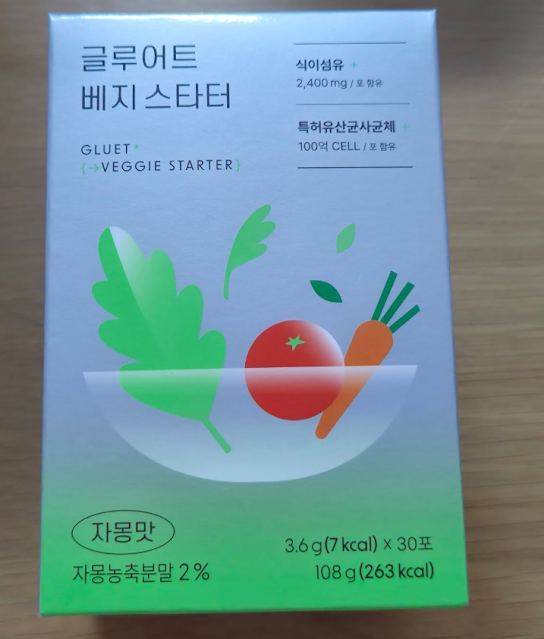 글루어트
베지 스타터
GLUET*
{→VEGGIE STARTER}
식이섬유 +
2,400 mg / 포 함유
특허유산균사균체 +
100억 CELL / 포 함유
자몽맛
자몽농축분말 2%
3.6 g(7 kcal) X 30포
108 g(263 kcal)